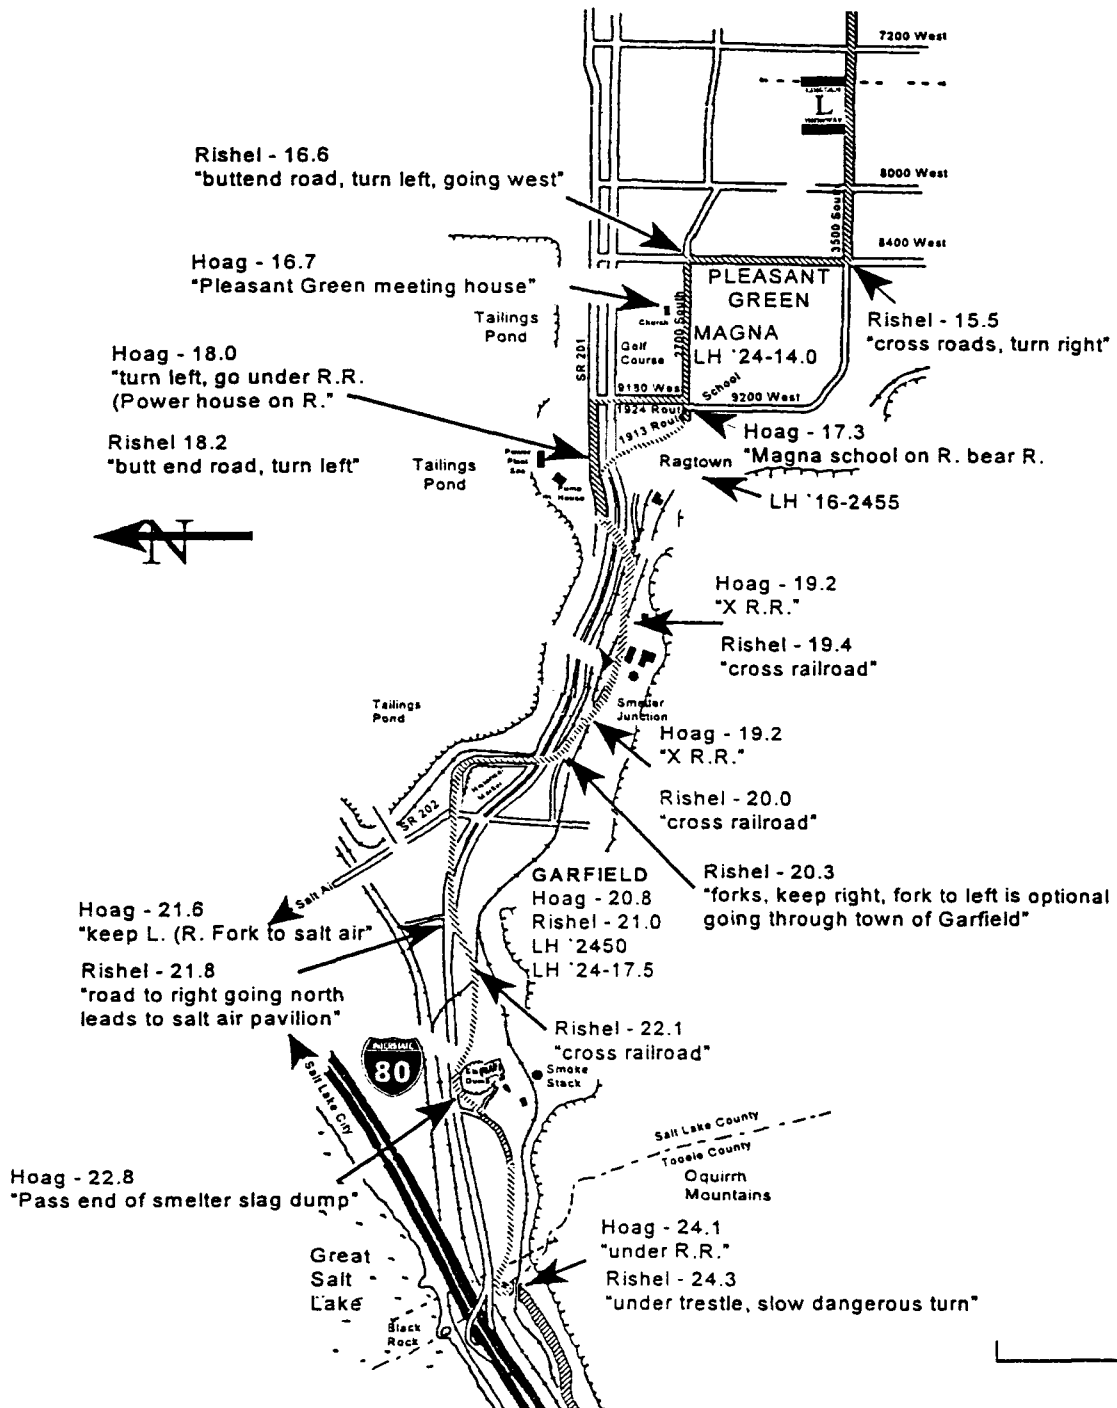 7200 West
LINCOLN
L
HIGHWAY
Rishel - 16.6
"buttend road, turn left, going west"
8000 West
3500 South
8400 West
Hoag - 16.7
"Pleasant Green meeting house"
PLEASANT
GREEN
Tailings
Pond
Church
2700 South
MAGNA
LH '24-14.0
Rishel - 15.5
"cross roads, turn right"
SR 201
Golf
Course
Hoag - 18.0
"turn left, go under R.R.
(Power house on R."
9150 West
School
9200 West
1924 Route
1913 Route
Hoag - 17.3
"Magna school on R. bear R.
Rishel 18.2
"butt end road, turn left"
Tailings
Pond
Power
Plant
Pump
House
Ragtown
LH '16-2455
N
Hoag - 19.2
"X R.R."
Rishel - 19.4
"cross railroad"
Tailings
Pond
Smelter
Junction
Hoag - 19.2
"X R.R."
Rishel - 20.0
"cross railroad"
SR 202
GARFIELD
Hoag - 20.8
Rishel - 21.0
LH '2450
LH '24-17.5
Rishel - 20.3
"forks, keep right, fork to left is optional
going through town of Garfield"
Salt Air
Hoag - 21.6
"keep L. (R. Fork to salt air"
Rishel - 21.8
"road to right going north
leads to salt air pavilion"
Rishel - 22.1
"cross railroad"
INTERSTATE
80
Salt Lake City
Dump
Smoke
Stack
Salt Lake County
Tooele County
Oquirrh
Mountains
Hoag - 22.8
"Pass end of smelter slag dump"
Hoag - 24.1
"under R.R."
Rishel - 24.3
"under trestle, slow dangerous turn"
Great
Salt
Lake
Black
Rock